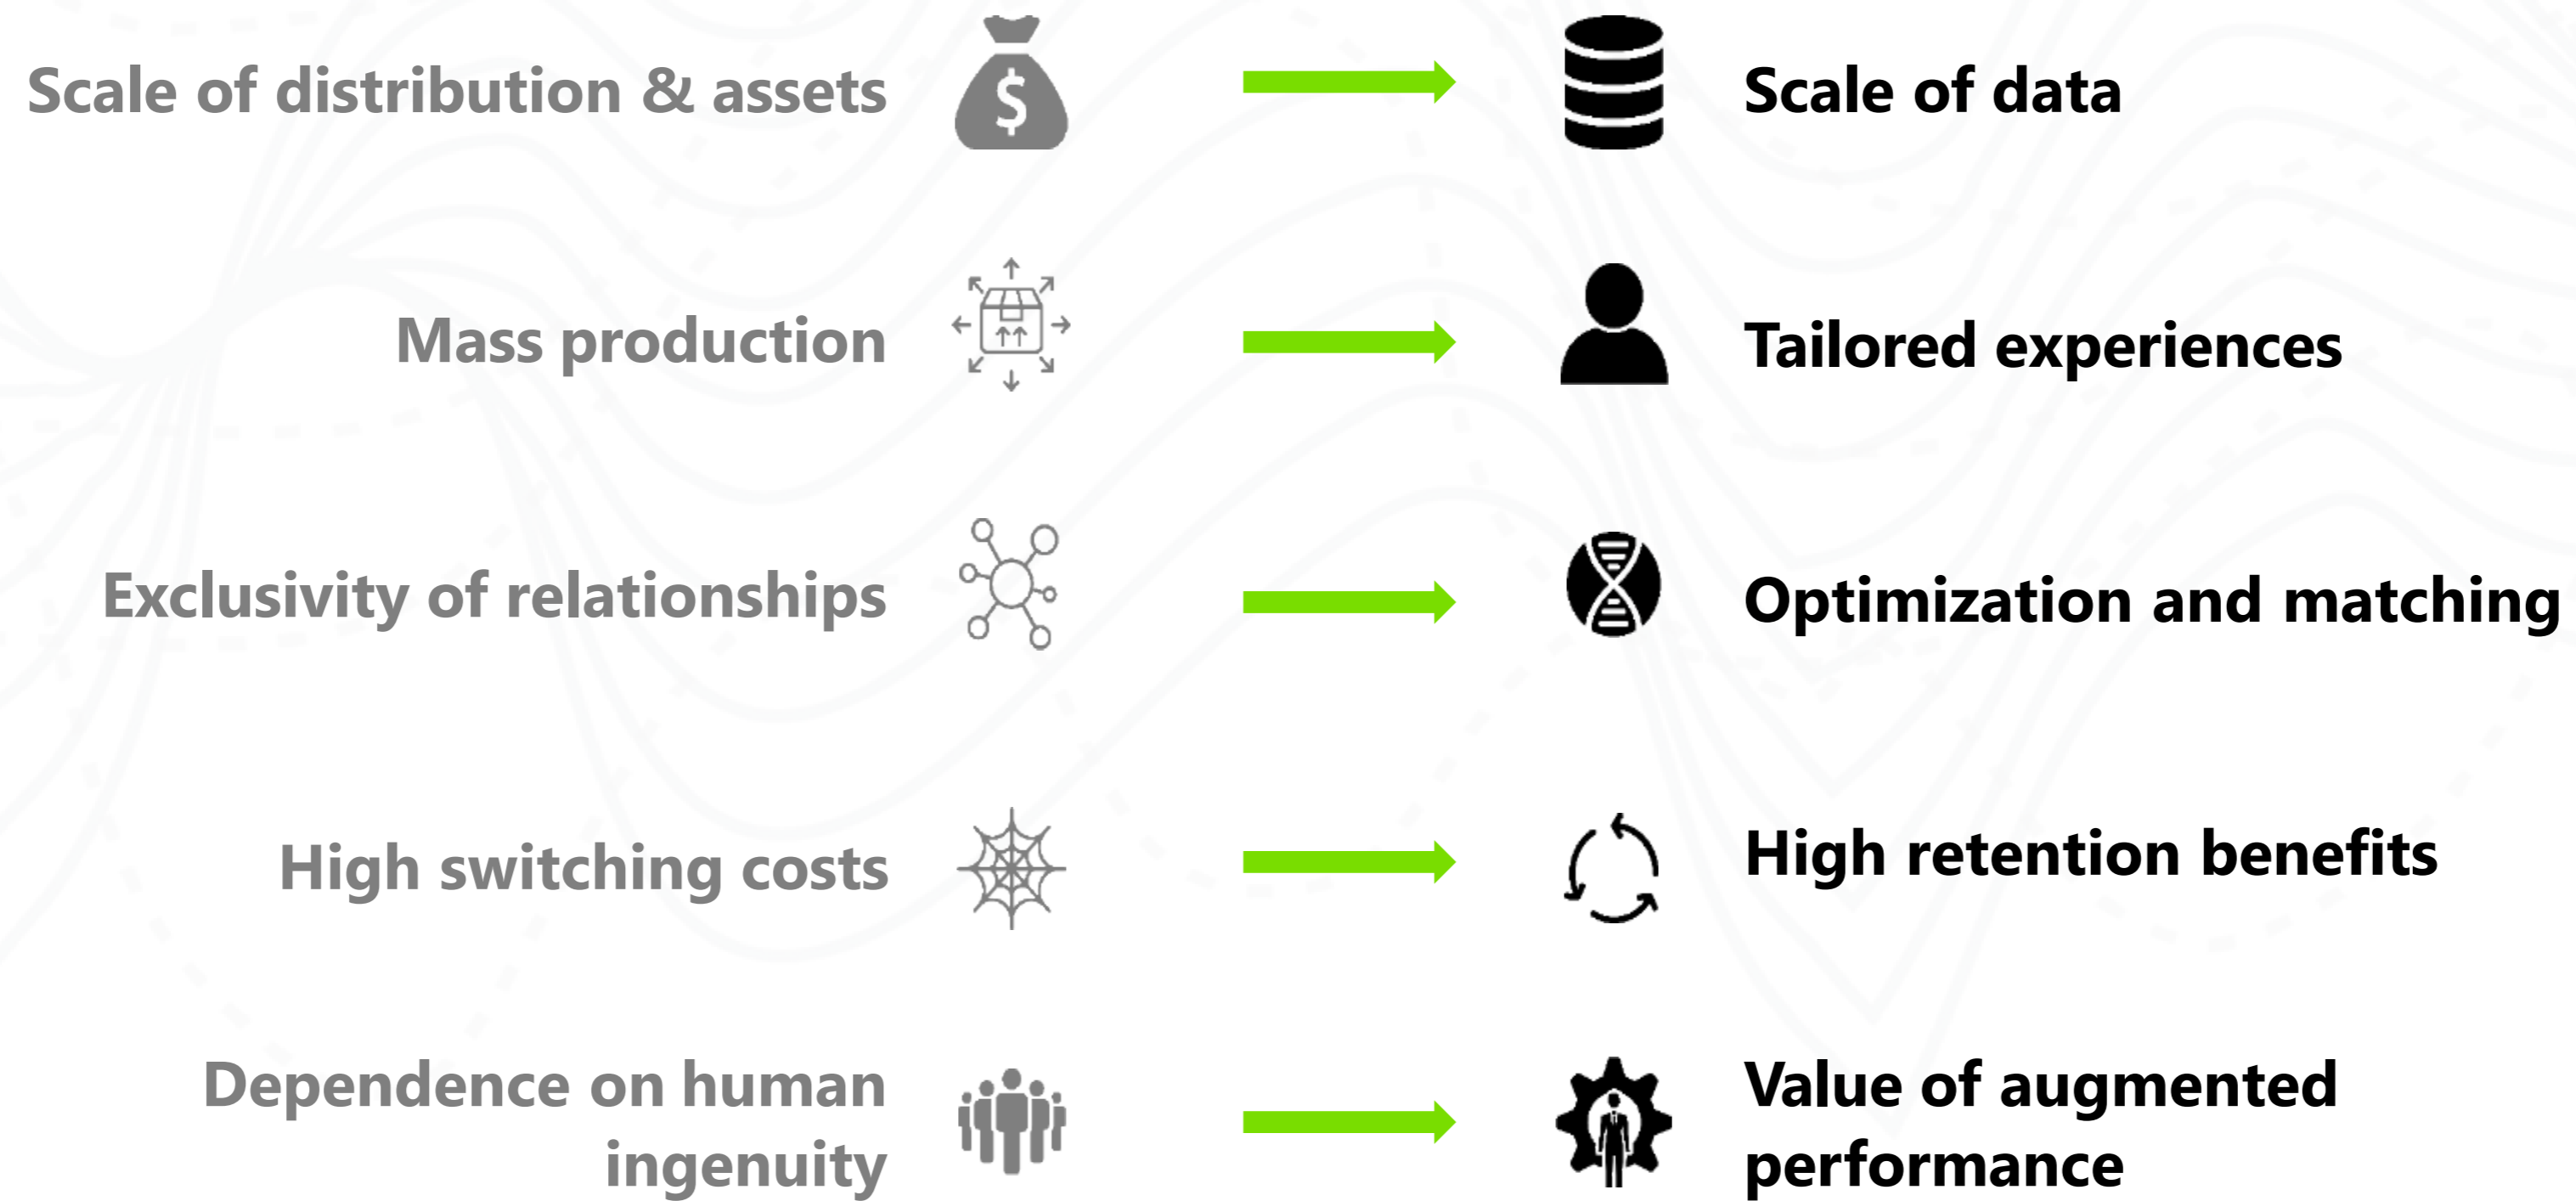 Scale of distribution & assets
$
Scale of data
Mass production
Tailored experiences
Exclusivity of relationships
Optimization and matching
High switching costs
High retention benefits
Dependence on human
ingenuity
Value of augmented
performance